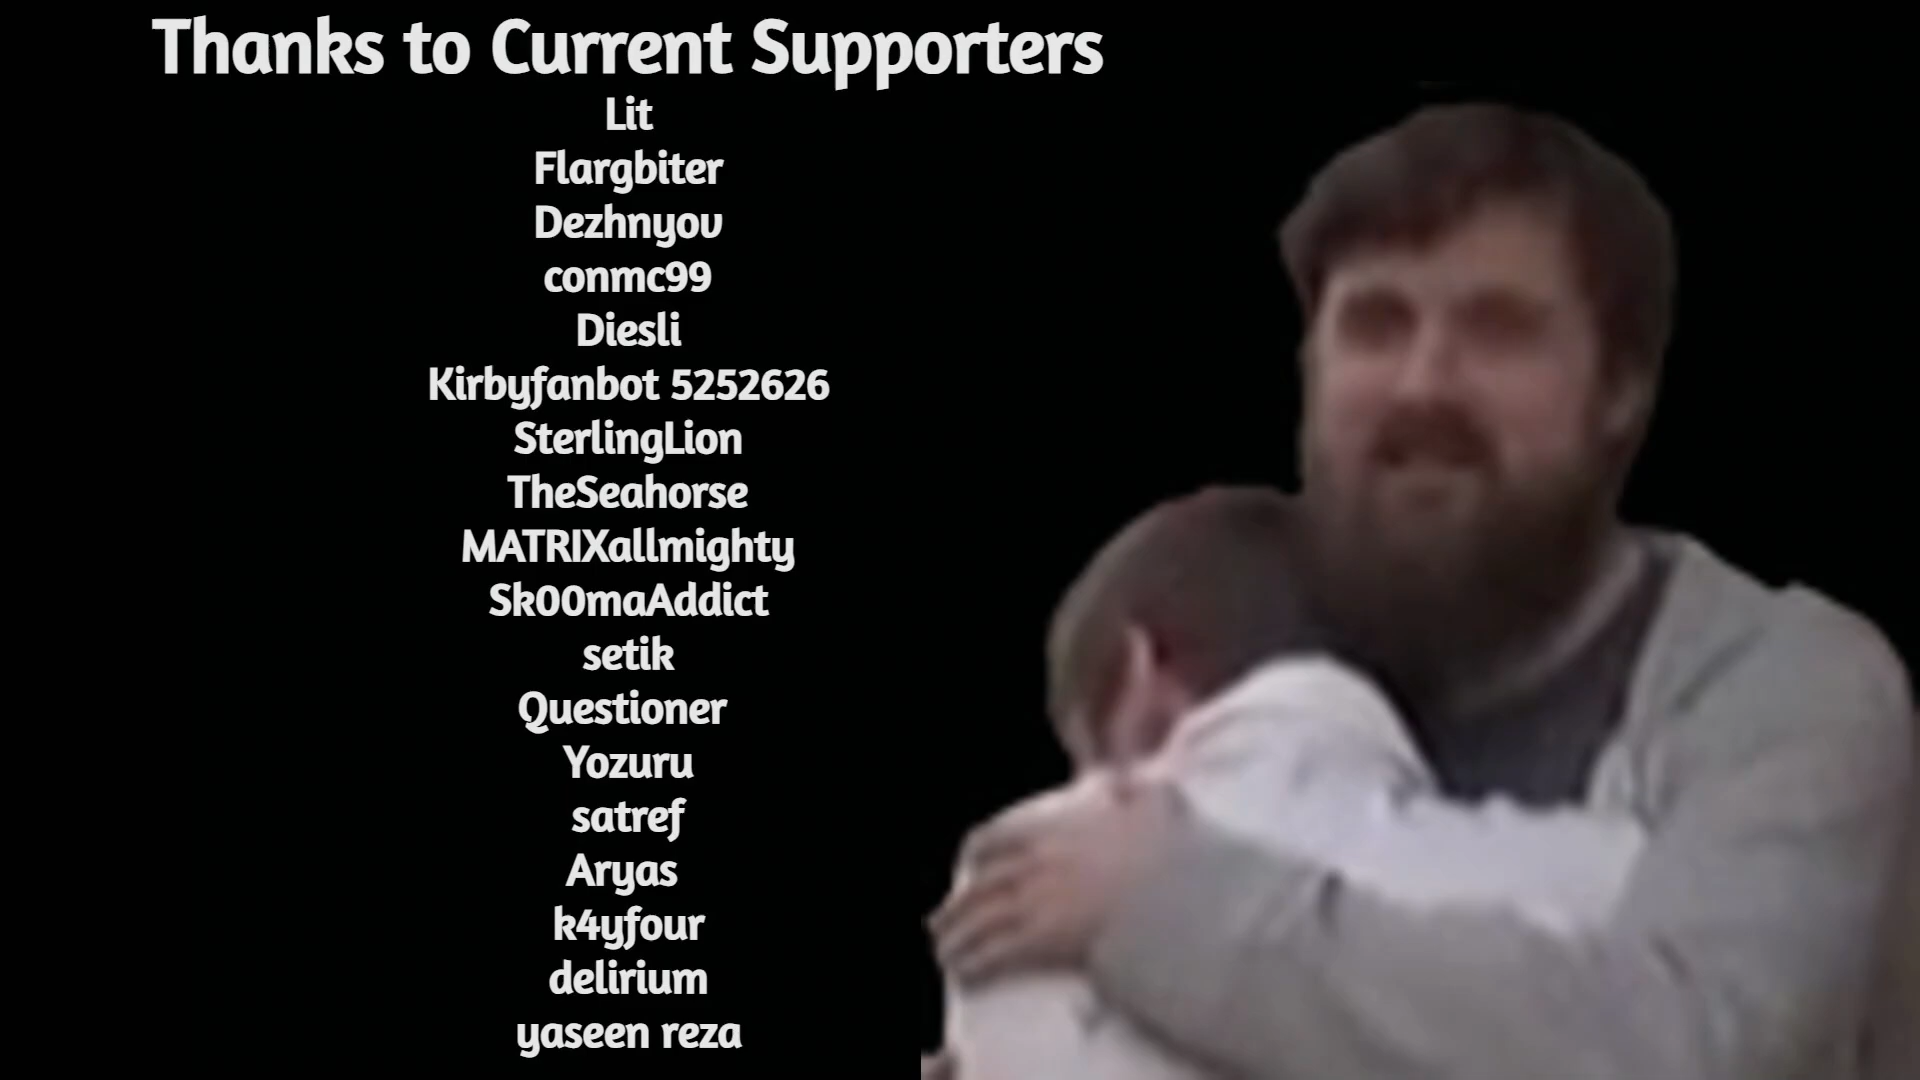 Thanks to Current Supporters
Lit
Flargbiter
Dezhnyov
conmc99
Diesli
Kirbyfanbot 5252626
SterlingLion
TheSeahorse
MATRIXallmighty
Sk00maAddict
setik
Questioner
Yozuru
satref
Aryas
k4yfour
delirium
yaseen reza